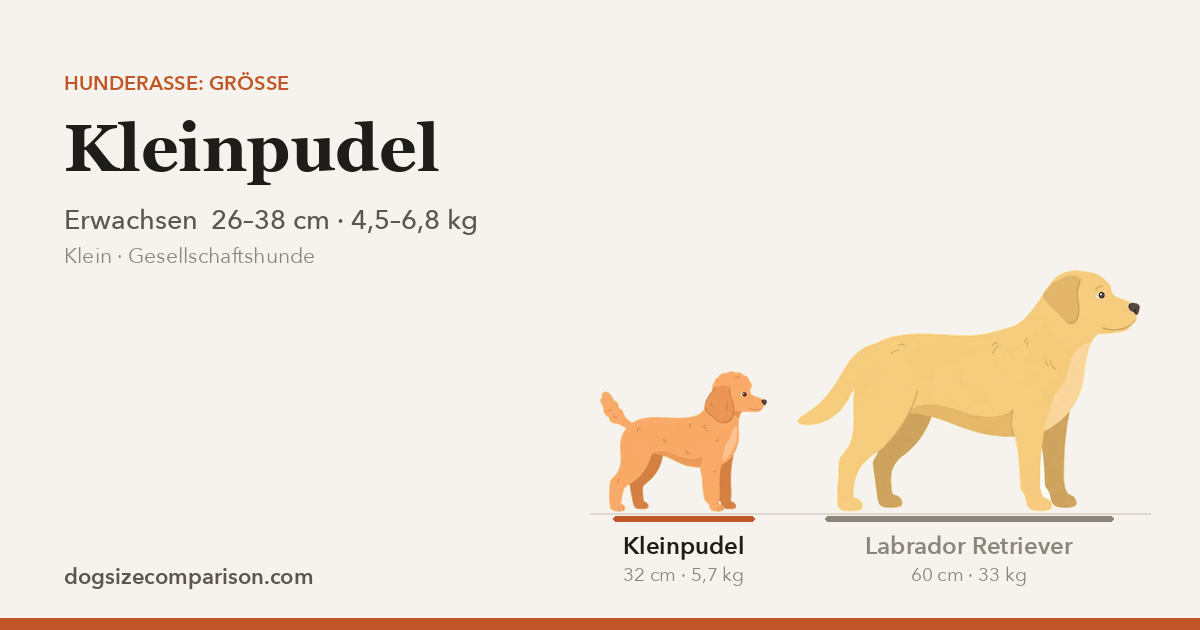 HUNDERASSE: GRÖSSE
Kleinpudel
Erwachsen 26–38 cm · 4,5–6,8 kg
Klein · Gesellschaftshunde
Kleinpudel
32 cm · 5,7 kg
Labrador Retriever
60 cm · 33 kg
dogsizecomparison.com